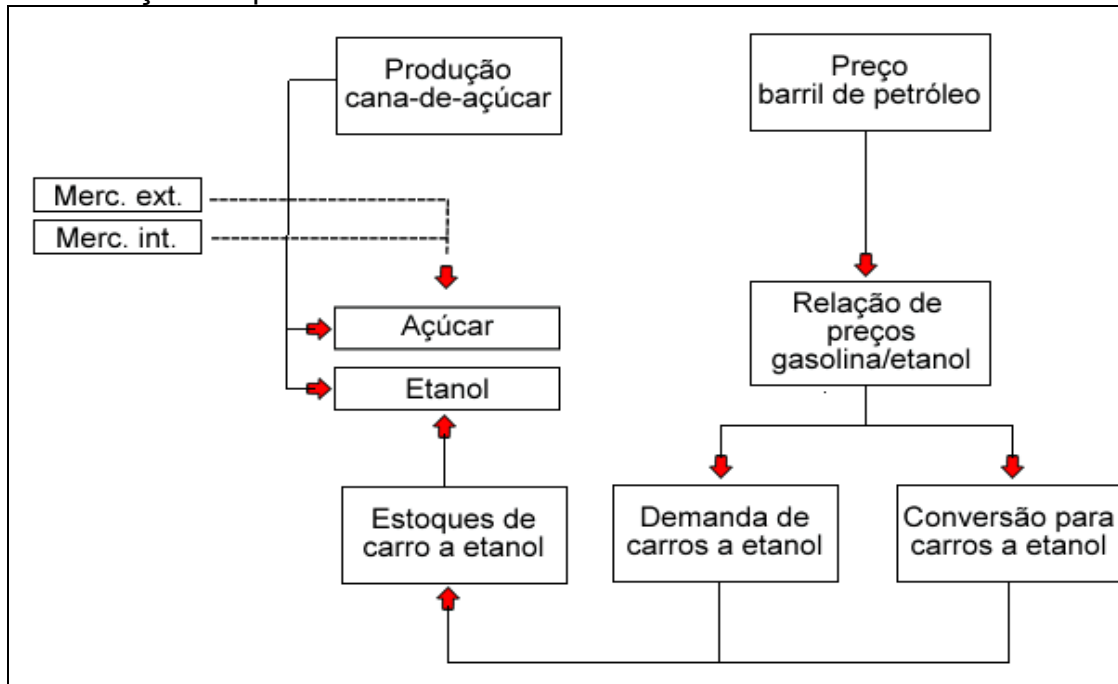 Produção
cana-de-açúcar
Preço
barril de petróleo
Merc. ext.
Merc. int.
Açúcar
Etanol
Relação de
preços
gasolina/etanol
Estoques de
carro a etanol
Demanda de
carros a etanol
Conversão para
carros a etanol